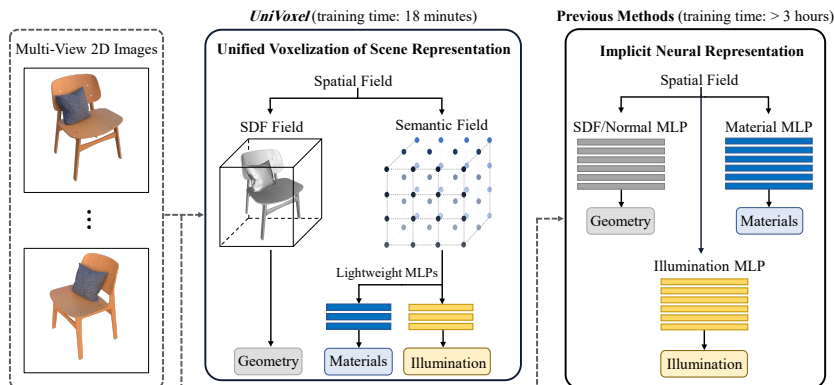 UniVoxel (training time: 18 minutes)
Previous Methods (training time: > 3 hours)
Multi-View 2D Images
Unified Voxelization of Scene Representation
Spatial Field
SDF Field
Semantic Field
Lightweight MLPs
Geometry
Materials
Illumination
Implicit Neural Representation
Spatial Field
SDF/Normal MLP
Material MLP
Geometry
Materials
Illumination MLP
Illumination